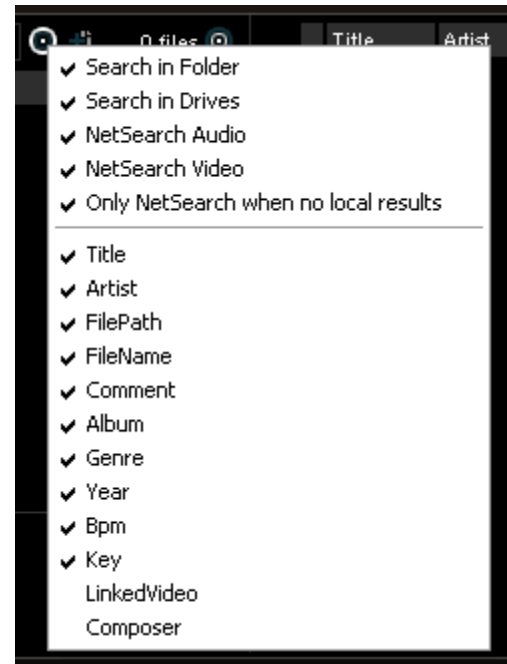 0 files Title Artist
Search in Folder
Search in Drives
NetSearch Audio
NetSearch Video
Only NetSearch when no local results
Title
Artist
FilePath
FileName
Comment
Album
Genre
Year
Bpm
Key
LinkedVideo
Composer